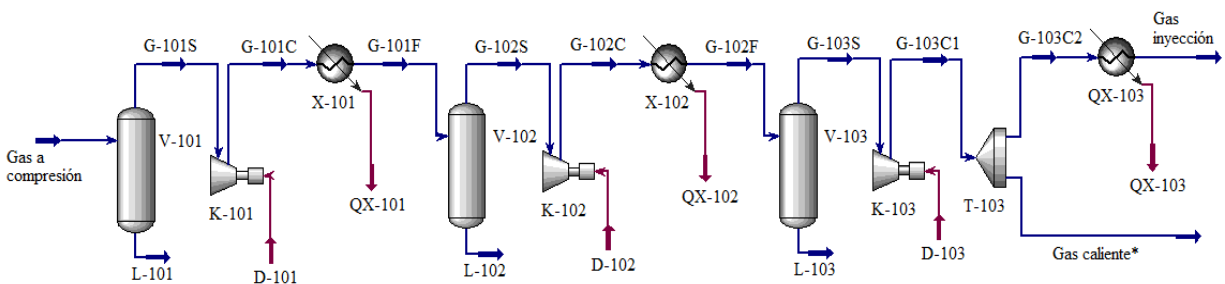 G-101S
G-101C
G-101F
G-102S
G-102C
G-102F
G-103S
G-103C1
G-103C2
Gas
inyección
X-101
X-102
QX-103
V-101
V-102
V-103
Gas a
compresión
K-101
QX-101
K-102
QX-102
K-103
T-103
QX-103
L-101
D-101
L-102
D-102
L-103
D-103
Gas caliente*